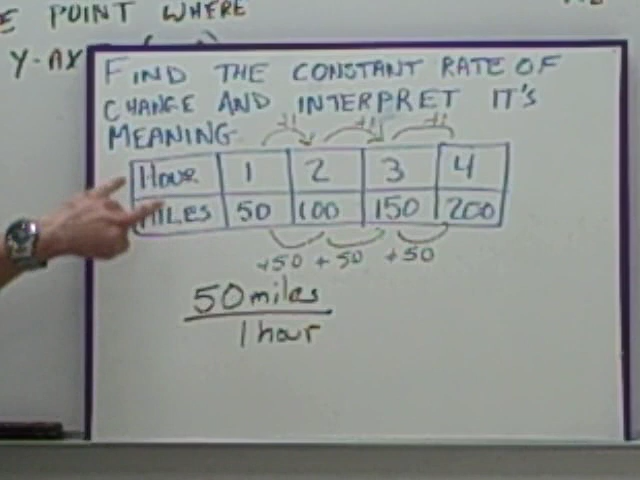 POINT WHERE
Y-AX
FIND THE CONSTANT RATE OF
CHANGE AND INTERPRET IT'S
MEANING
+1 +1 +1
Hour 1 2 3 4
MILES 50 100 150 200
+50 +50 +50
50 miles
1 hour